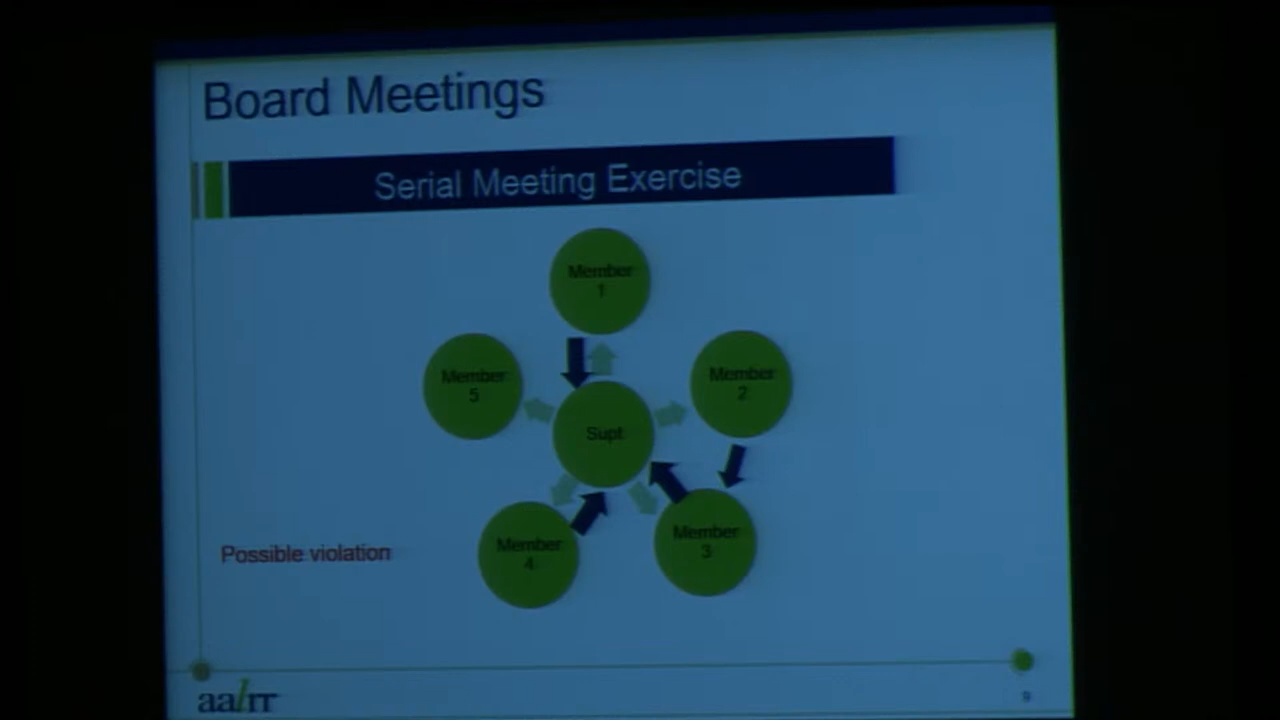 Board Meetings
Serial Meeting Exercise
Member
1
Member
5
Member
2
Supt
Member
4
Member
3
Possible violation
aalrr
9